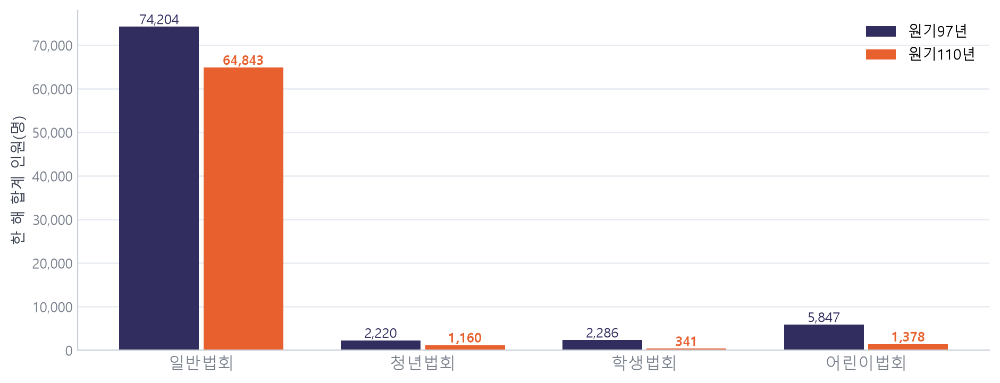 74,204
64,843
2,220
1,160
2,286
341
5,847
1,378
원기97년
원기110년
한 해 합계 인원(명)
70,000
60,000
50,000
40,000
30,000
20,000
10,000
0
일반법회
청년법회
학생법회
어린이법회